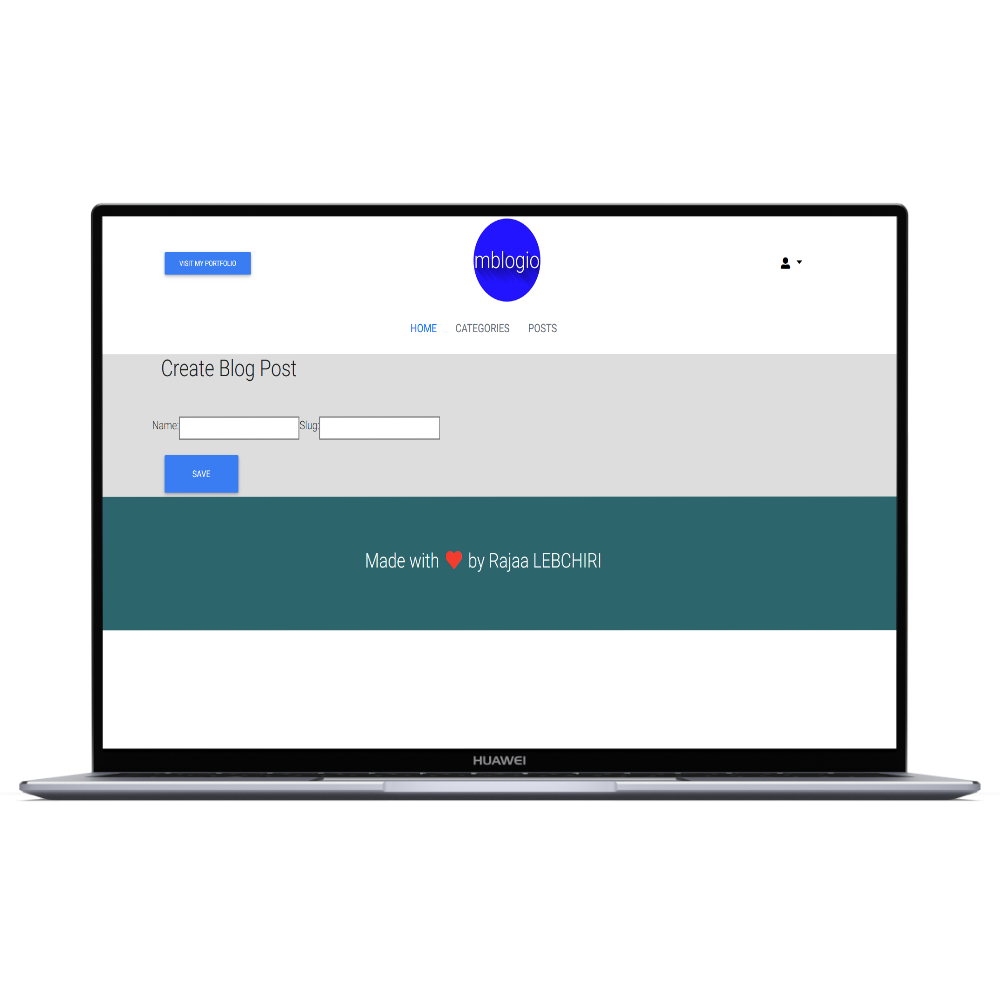 VISIT MY PORTFOLIO
mblogio
HOME CATEGORIES POSTS
Create Blog Post
Name: Slug:
SAVE
Made with ❤ by Rajaa LEBCHIRI
HUAWEI